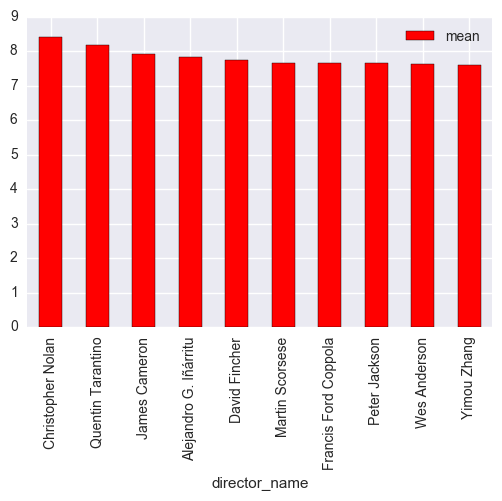 9
8
7
6
5
4
3
2
1
0
mean
Christopher Nolan
Quentin Tarantino
James Cameron
Alejandro G. Iñárritu
David Fincher
Martin Scorsese
Francis Ford Coppola
Peter Jackson
Wes Anderson
Yimou Zhang
director_name